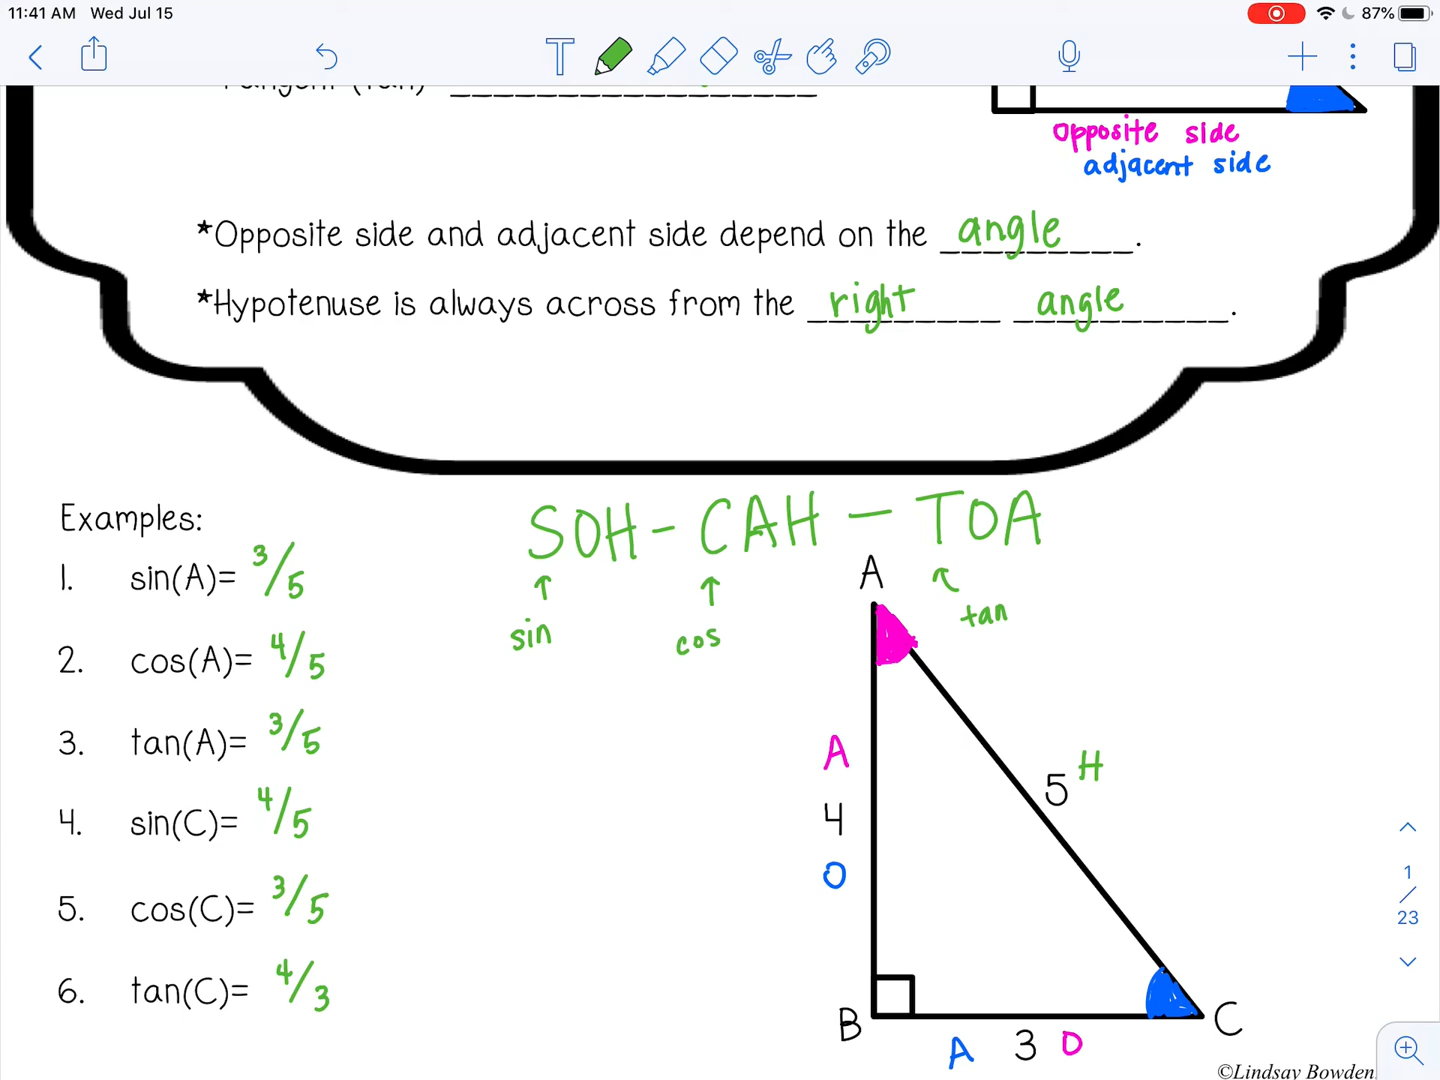 11:41 AM Wed Jul 15
87%
T
opposite side
adjacent side
*Opposite side and adjacent side depend on the angle.
*Hypotenuse is always across from the right angle.
Examples:
SOH - CAH - TOA
sin
cos
tan
1. sin(A)= 3/5
2. cos(A)= 4/5
3. tan(A)= 3/5
4. sin(C)= 4/5
5. cos(C)= 3/5
6. tan(C)= 4/3
A
A
4
O
5 H
B
C
A 3 O
1
/
23
©Lindsay Bowden